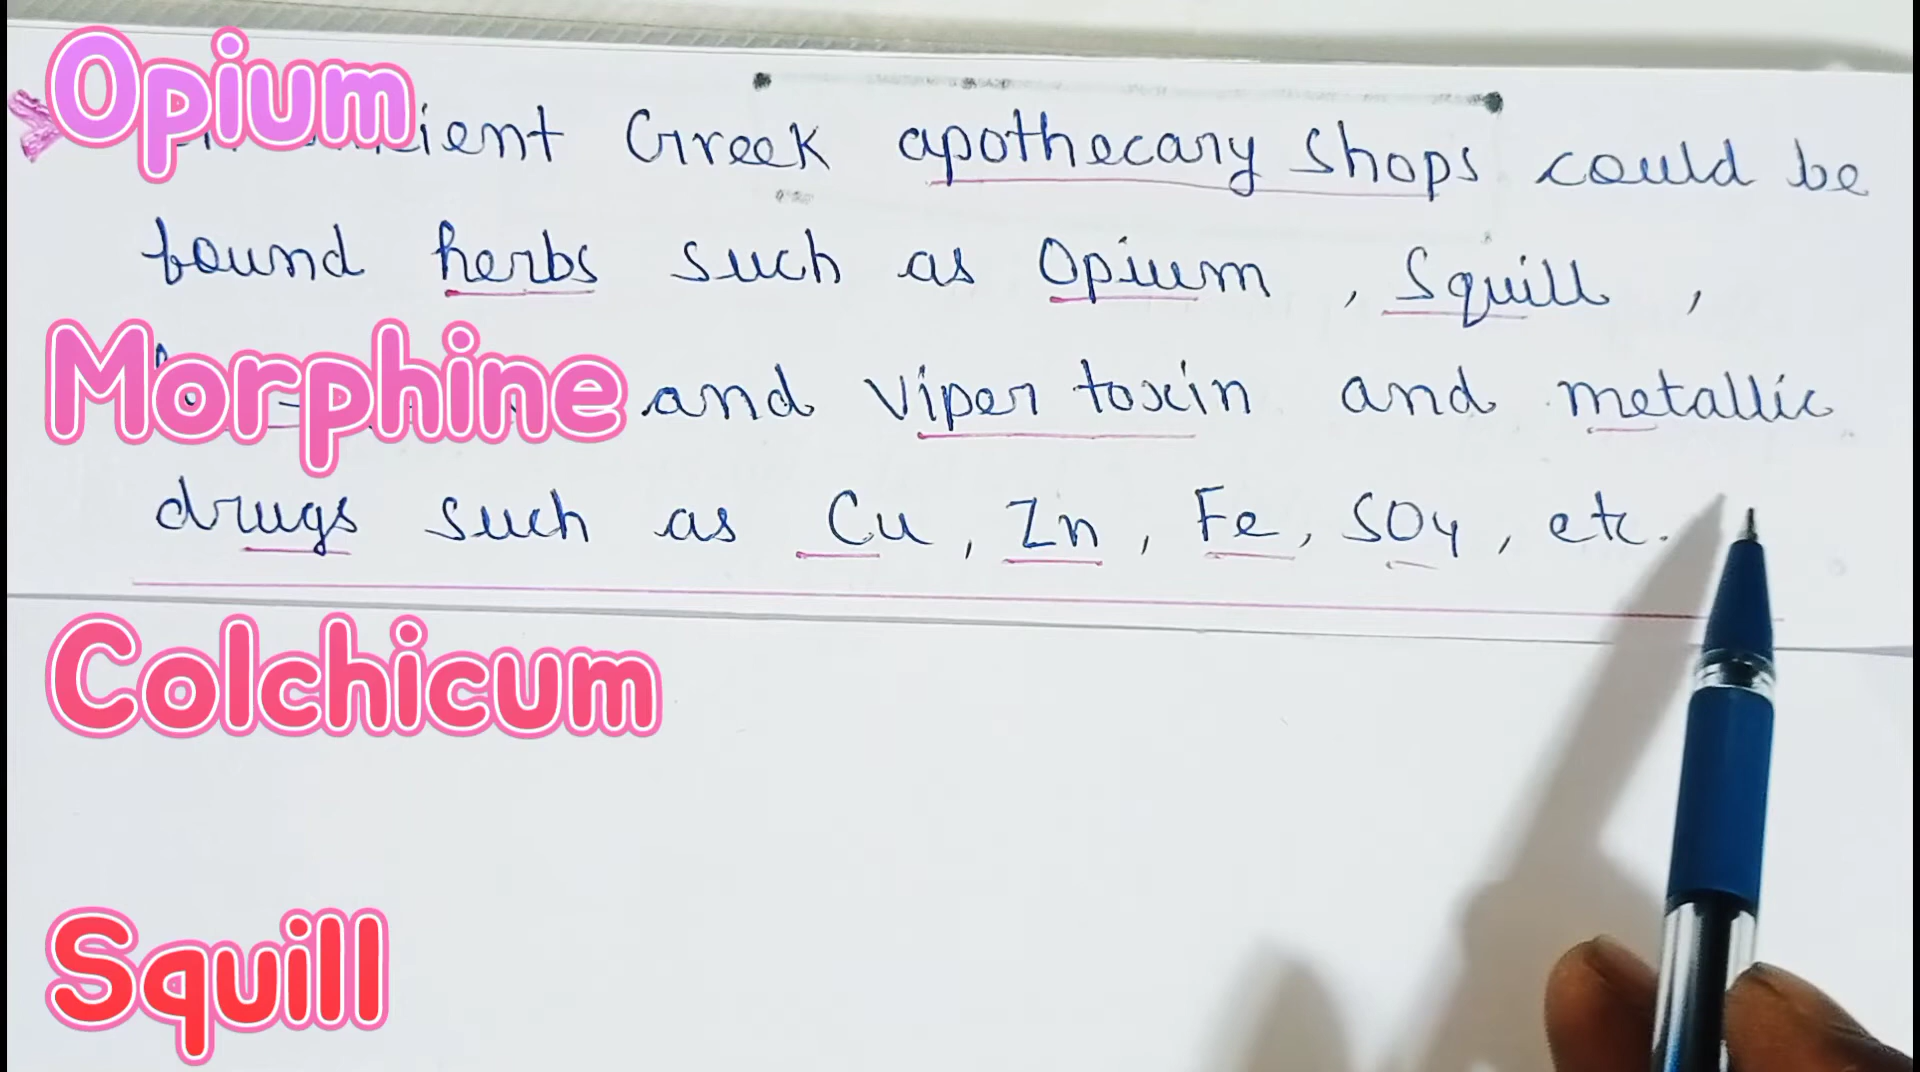 Opium
Greek apothecary shops could be
found herbs such as Opium, Squill,
Morphine
and viper toxin and metallic
drugs such as Cu, Zn, Fe, SO4, etc.
Colchicum
Squill